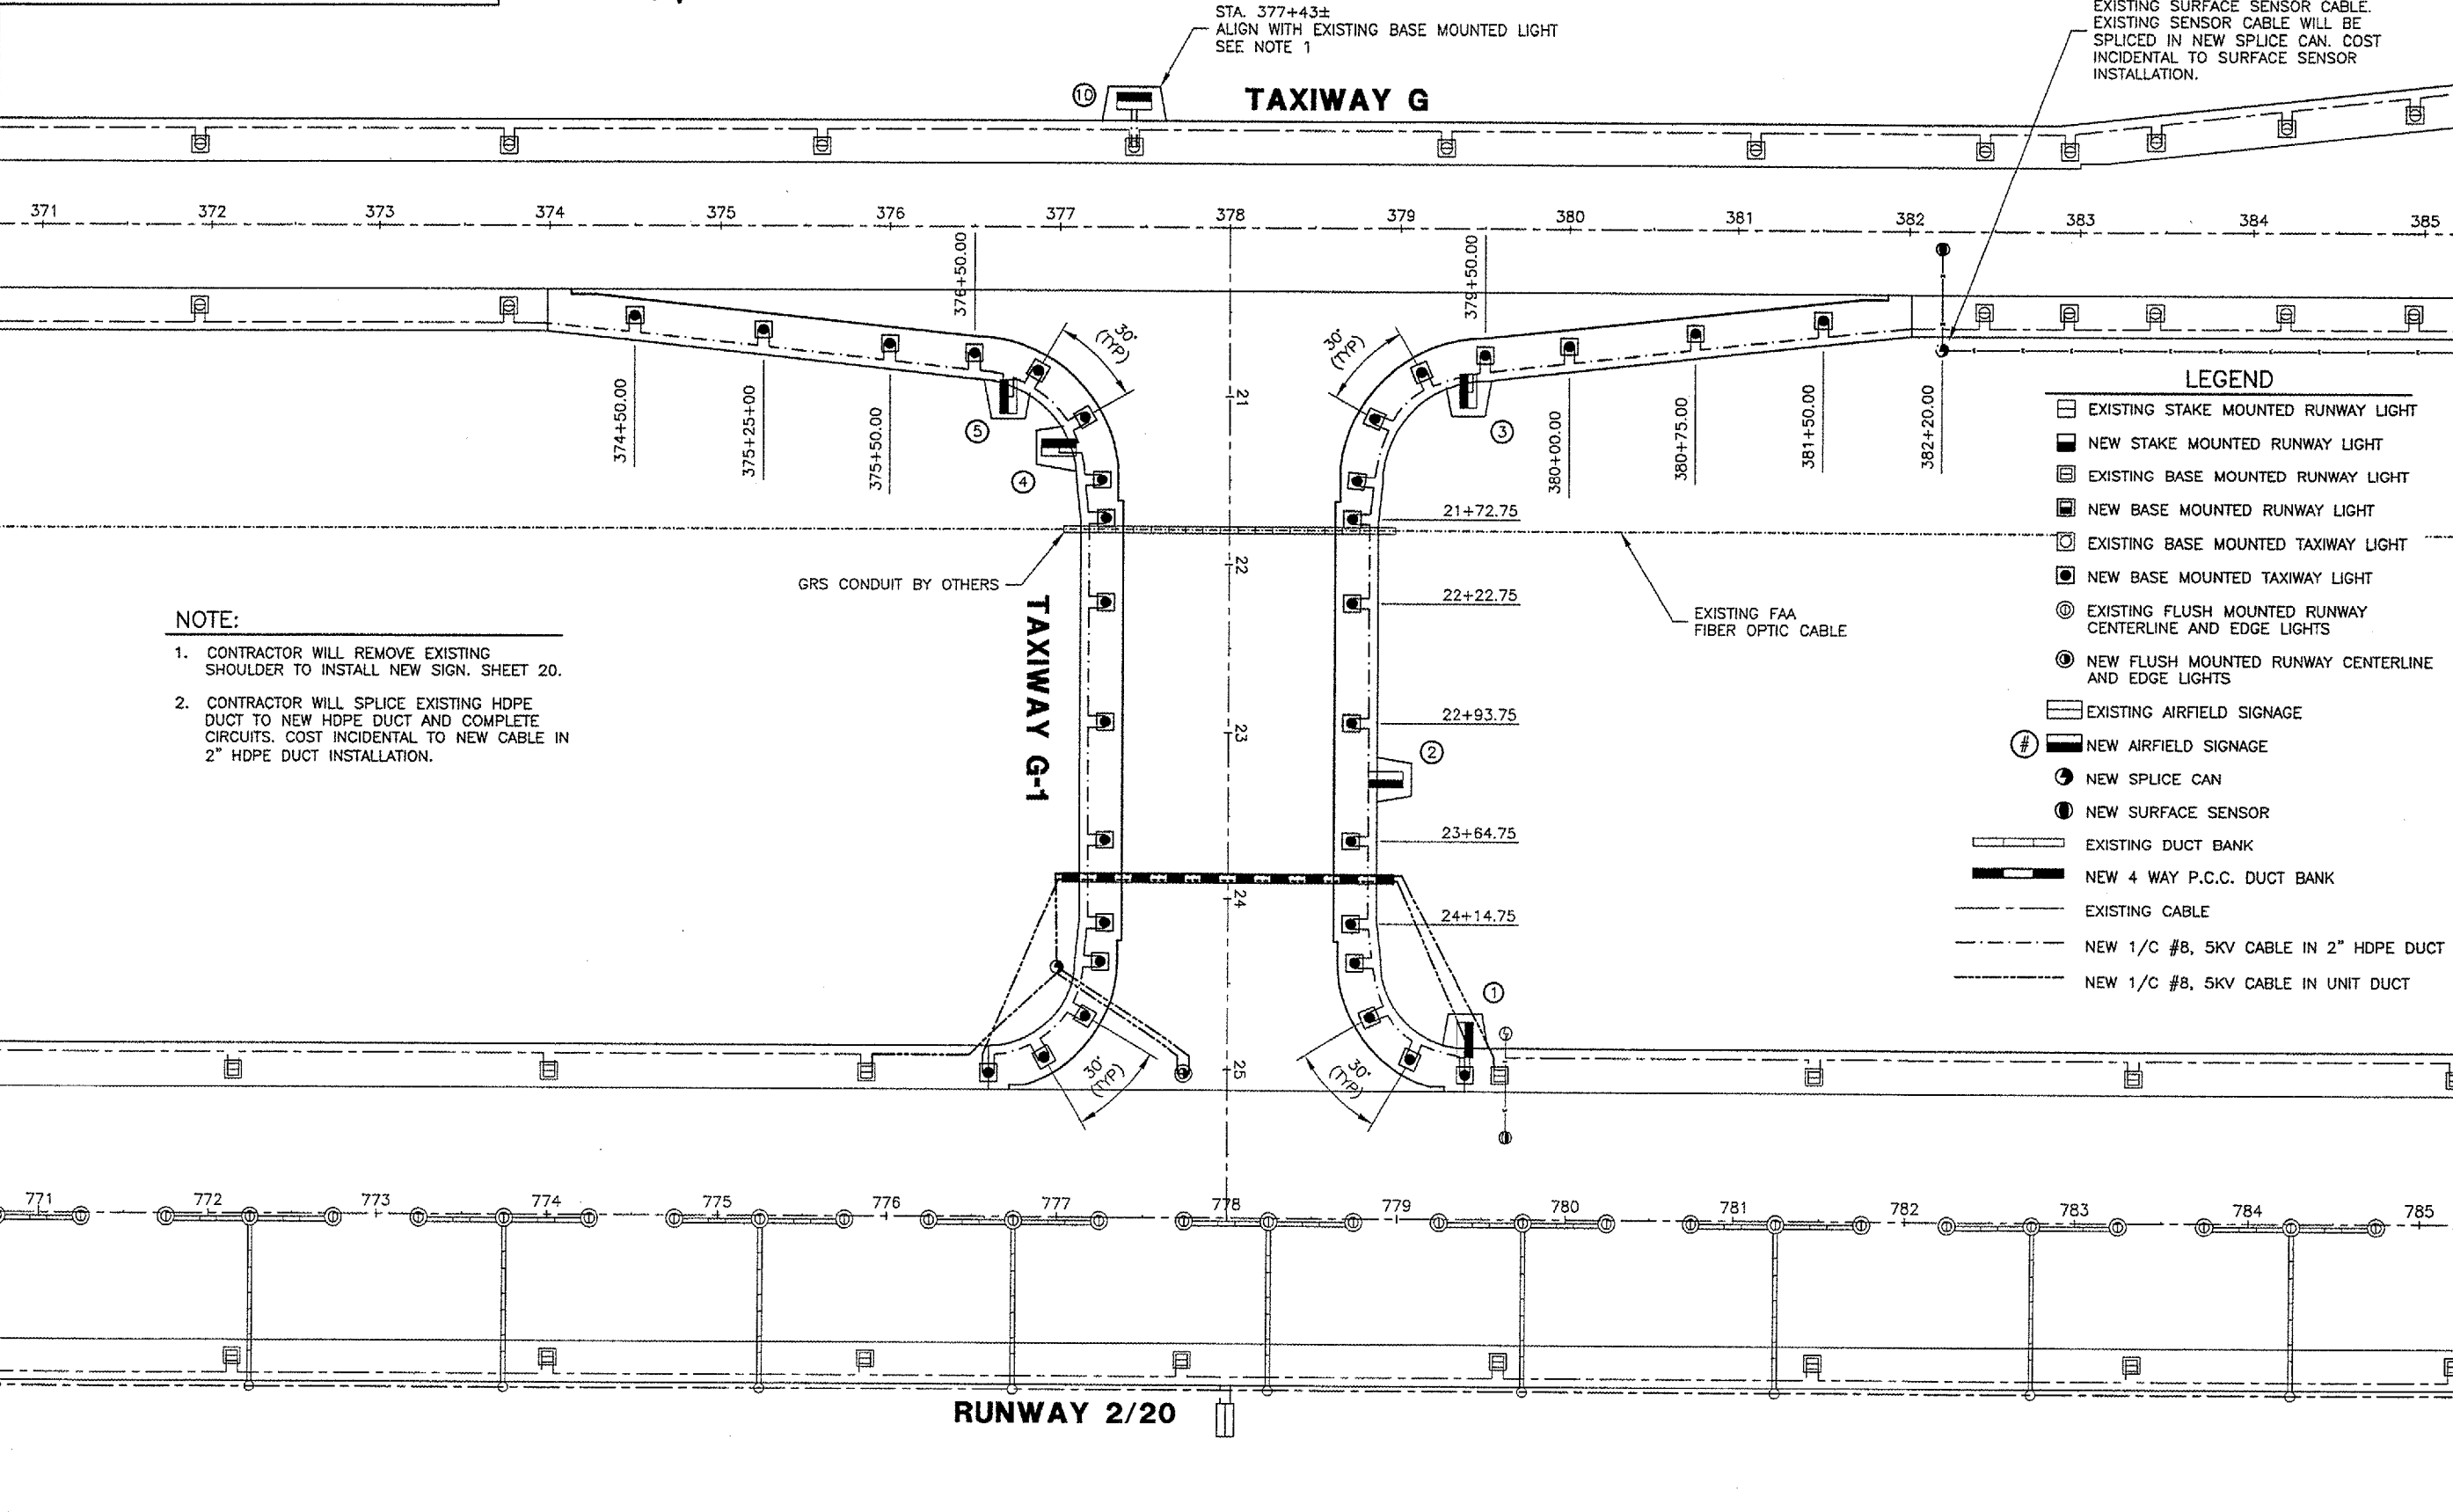 STA. 377+43±
ALIGN WITH EXISTING BASE MOUNTED LIGHT
SEE NOTE 1
EXISTING SURFACE SENSOR CABLE.
EXISTING SENSOR CABLE WILL BE
SPLICED IN NEW SPLICE CAN. COST
INCIDENTAL TO SURFACE SENSOR
INSTALLATION.
10
TAXIWAY G
371 372 373 374 375 376 377 378 379 380 381 382 383 384 385
376+50.00
379+50.00
30°
(TYP)
30°
(TYP)
374+50.00
375+25+00
375+50.00
380+00.00
380+75.00
381+50.00
382+20.00
5
4
3
21
21+72.75
22
GRS CONDUIT BY OTHERS
22+22.75
EXISTING FAA
FIBER OPTIC CABLE
TAXIWAY G-1
22+93.75
23
2
23+64.75
24
24+14.75
1
30°
(TYP)
25
30°
(TYP)
NOTE:
1. CONTRACTOR WILL REMOVE EXISTING
SHOULDER TO INSTALL NEW SIGN. SHEET 20.
2. CONTRACTOR WILL SPLICE EXISTING HDPE
DUCT TO NEW HDPE DUCT AND COMPLETE
CIRCUITS. COST INCIDENTAL TO NEW CABLE IN
2" HDPE DUCT INSTALLATION.
LEGEND
EXISTING STAKE MOUNTED RUNWAY LIGHT
NEW STAKE MOUNTED RUNWAY LIGHT
EXISTING BASE MOUNTED RUNWAY LIGHT
NEW BASE MOUNTED RUNWAY LIGHT
EXISTING BASE MOUNTED TAXIWAY LIGHT
NEW BASE MOUNTED TAXIWAY LIGHT
EXISTING FLUSH MOUNTED RUNWAY
CENTERLINE AND EDGE LIGHTS
NEW FLUSH MOUNTED RUNWAY CENTERLINE
AND EDGE LIGHTS
EXISTING AIRFIELD SIGNAGE
# NEW AIRFIELD SIGNAGE
NEW SPLICE CAN
NEW SURFACE SENSOR
EXISTING DUCT BANK
NEW 4 WAY P.C.C. DUCT BANK
EXISTING CABLE
NEW 1/C #8, 5KV CABLE IN 2" HDPE DUCT
NEW 1/C #8, 5KV CABLE IN UNIT DUCT
771 772 773 774 775 776 777 778 779 780 781 782 783 784 785
RUNWAY 2/20